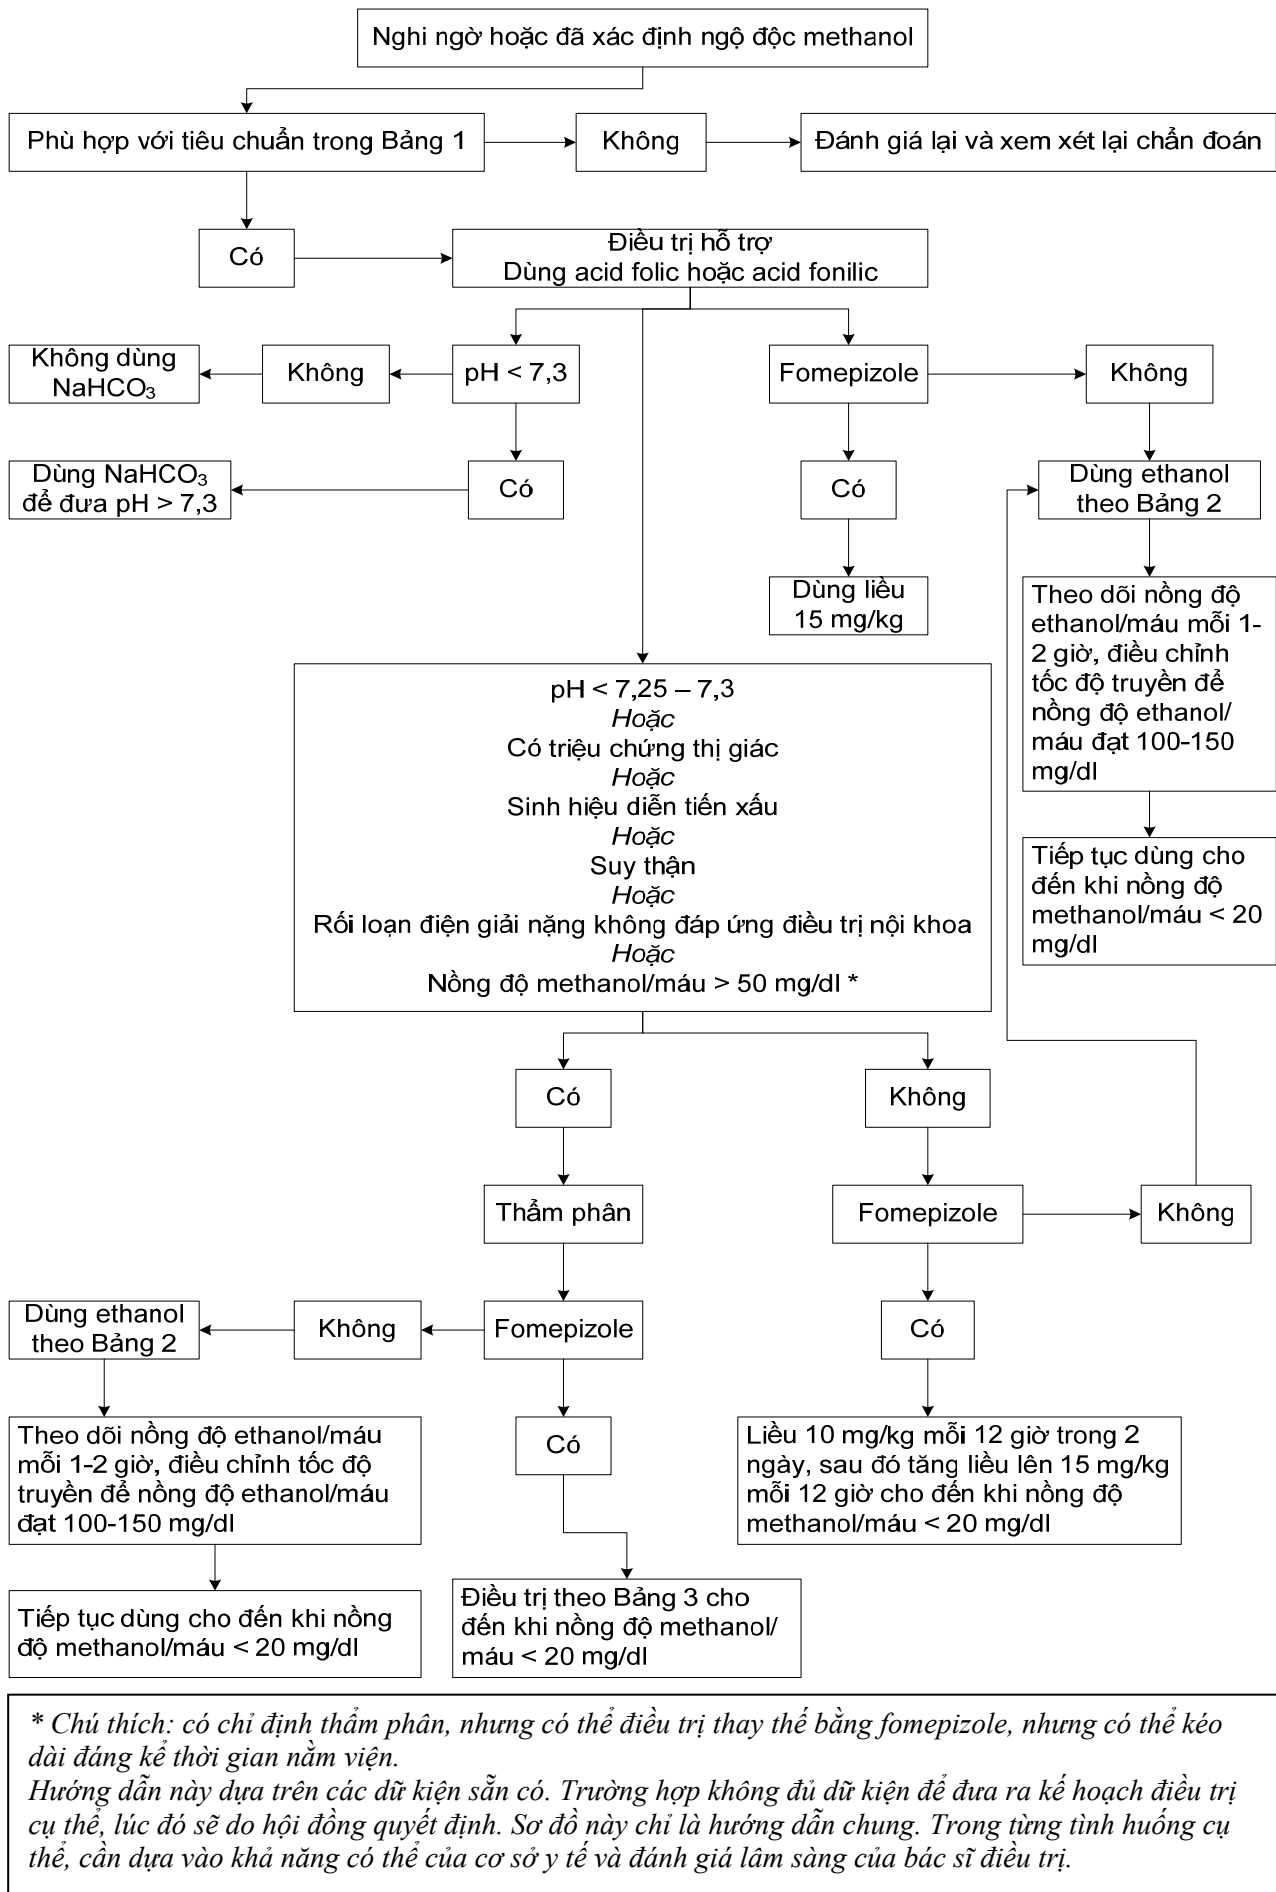 Nghi ngờ hoặc đã xác định ngộ độc methanol
Phù hợp với tiêu chuẩn trong Bảng 1
Không
Đánh giá lại và xem xét lại chẩn đoán
Có
Điều trị hỗ trợ
Dùng acid folic hoặc acid fonilic
Không dùng
NaHCO₃
Không
pH < 7,3
Fomepizole
Không
Dùng NaHCO₃
để đưa pH > 7,3
Có
Có
Dùng ethanol
theo Bảng 2
Dùng liều
15 mg/kg
Theo dõi nồng độ
ethanol/máu mỗi 1-
2 giờ, điều chỉnh
tốc độ truyền để
nồng độ ethanol/
máu đạt 100-150
mg/dl
Tiếp tục dùng cho
đến khi nồng độ
methanol/máu < 20
mg/dl
pH < 7,25 – 7,3
Hoặc
Có triệu chứng thị giác
Hoặc
Sinh hiệu diễn tiến xấu
Hoặc
Suy thận
Hoặc
Rối loạn điện giải nặng không đáp ứng điều trị nội khoa
Hoặc
Nồng độ methanol/máu > 50 mg/dl *
Có
Không
Thẩm phân
Fomepizole
Không
Dùng ethanol
theo Bảng 2
Không
Fomepizole
Có
Theo dõi nồng độ ethanol/máu
mỗi 1-2 giờ, điều chỉnh tốc độ
truyền để nồng độ ethanol/máu
đạt 100-150 mg/dl
Có
Liều 10 mg/kg mỗi 12 giờ trong 2
ngày, sau đó tăng liều lên 15 mg/kg
mỗi 12 giờ cho đến khi nồng độ
methanol/máu < 20 mg/dl
Tiếp tục dùng cho đến khi nồng
độ methanol/máu < 20 mg/dl
Điều trị theo Bảng 3 cho
đến khi nồng độ methanol/
máu < 20 mg/dl
* Chú thích: có chỉ định thẩm phân, nhưng có thể điều trị thay thế bằng fomepizole, nhưng có thể kéo
dài đáng kể thời gian nằm viện.
Hướng dẫn này dựa trên các dữ kiện sẵn có. Trường hợp không đủ dữ kiện để đưa ra kế hoạch điều trị
cụ thể, lúc đó sẽ do hội đồng quyết định. Sơ đồ này chỉ là hướng dẫn chung. Trong từng tình huống cụ
thể, cần dựa vào khả năng có thể của cơ sở y tế và đánh giá lâm sàng của bác sĩ điều trị.